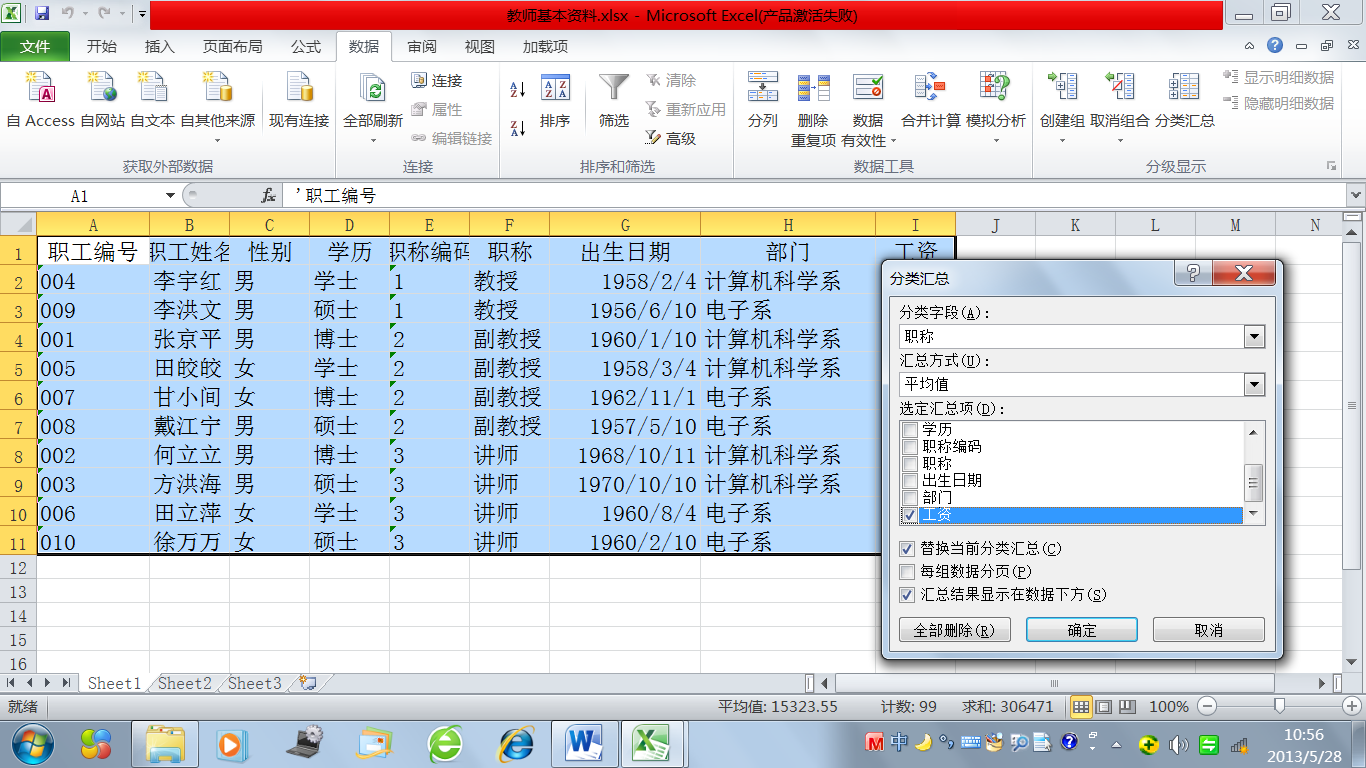 教师基本资料.xlsx - Microsoft Excel(产品激活失败)
文件 开始 插入 页面布局 公式 数据 审阅 视图 加载项
自 Access 自网站 自文本 自其他来源 现有连接 全部刷新 连接 属性 编辑链接 排序 筛选 清除 重新应用 高级 分列 删除 重复项 数据 有效性 合并计算 模拟分析 创建组 取消组合 分类汇总 显示明细数据 隐藏明细数据
获取外部数据 连接 排序和筛选 数据工具 分级显示
A1 fx '职工编号
A B C D E F G H I J K L M N
1 职工编号 职工姓名 性别 学历 职称编码 职称 出生日期 部门 工资
2 004 李宇红 男 学士 1 教授 1958/2/4 计算机科学系
3 009 李洪文 男 硕士 1 教授 1956/6/10 电子系
4 001 张京平 男 博士 2 副教授 1960/1/10 计算机科学系
5 005 田皎皎 女 学士 2 副教授 1958/3/4 计算机科学系
6 007 甘小间 女 博士 2 副教授 1962/11/1 电子系
7 008 戴江宁 男 硕士 2 副教授 1957/5/10 电子系
8 002 何立立 男 博士 3 讲师 1968/10/11 计算机科学系
9 003 方洪海 男 硕士 3 讲师 1970/10/10 计算机科学系
10 006 田立萍 女 学士 3 讲师 1960/8/4 电子系
11 010 徐万万 女 硕士 3 讲师 1960/2/10 电子系
12
13
14
15
16
分类汇总
分类字段(A):
职称
汇总方式(U):
平均值
选定汇总项(D):
学历
职称编码
职称
出生日期
部门
工资
替换当前分类汇总(C)
每组数据分页(P)
汇总结果显示在数据下方(S)
全部删除(R) 确定 取消
Sheet1 Sheet2 Sheet3
就绪 平均值: 15323.55 计数: 99 求和: 306471 100%
中 10:56
2013/5/28